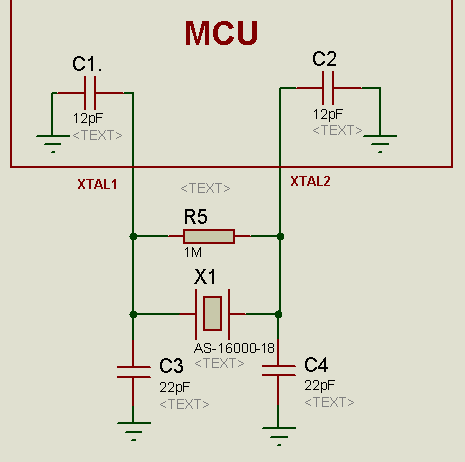 MCU
C1.
12pF
<TEXT>
C2
12pF
<TEXT>
XTAL1
<TEXT>
XTAL2
R5
1M
X1
AS-16000-18
<TEXT>
C3
22pF
<TEXT>
C4
22pF
<TEXT>